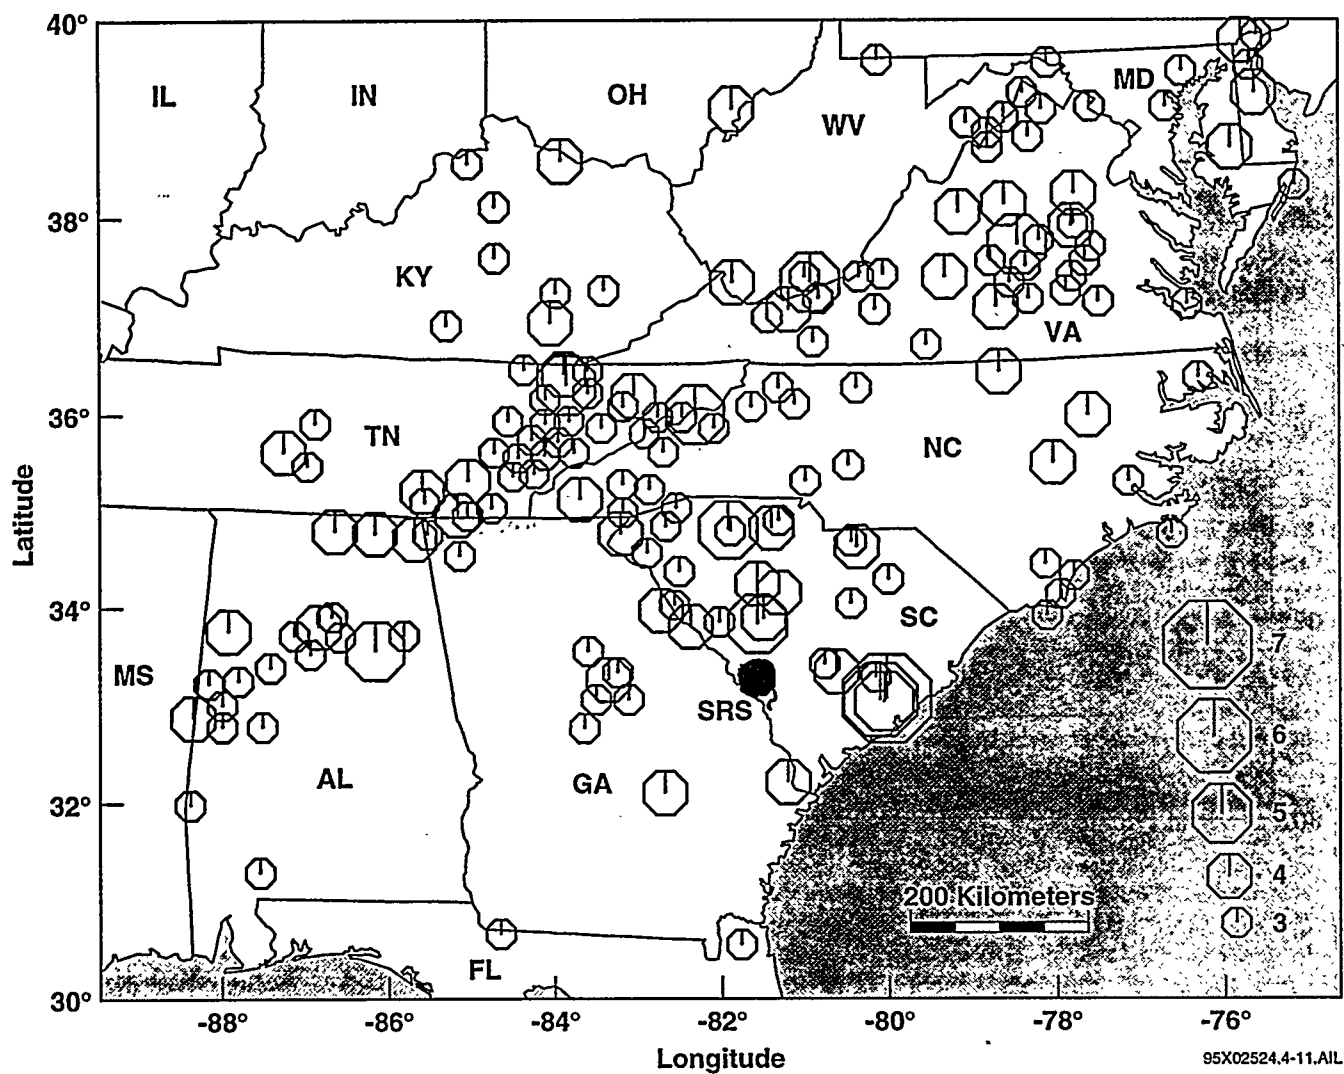 40°
38°
36°
34°
32°
30°
Latitude
IL
IN
OH
WV
MD
KY
VA
TN
NC
SC
MS
AL
GA
SRS
FL
7
6
5
4
3
200 Kilometers
-88°
-86°
-84°
-82°
-80°
-78°
-76°
Longitude
95X02524.4-11.AIL